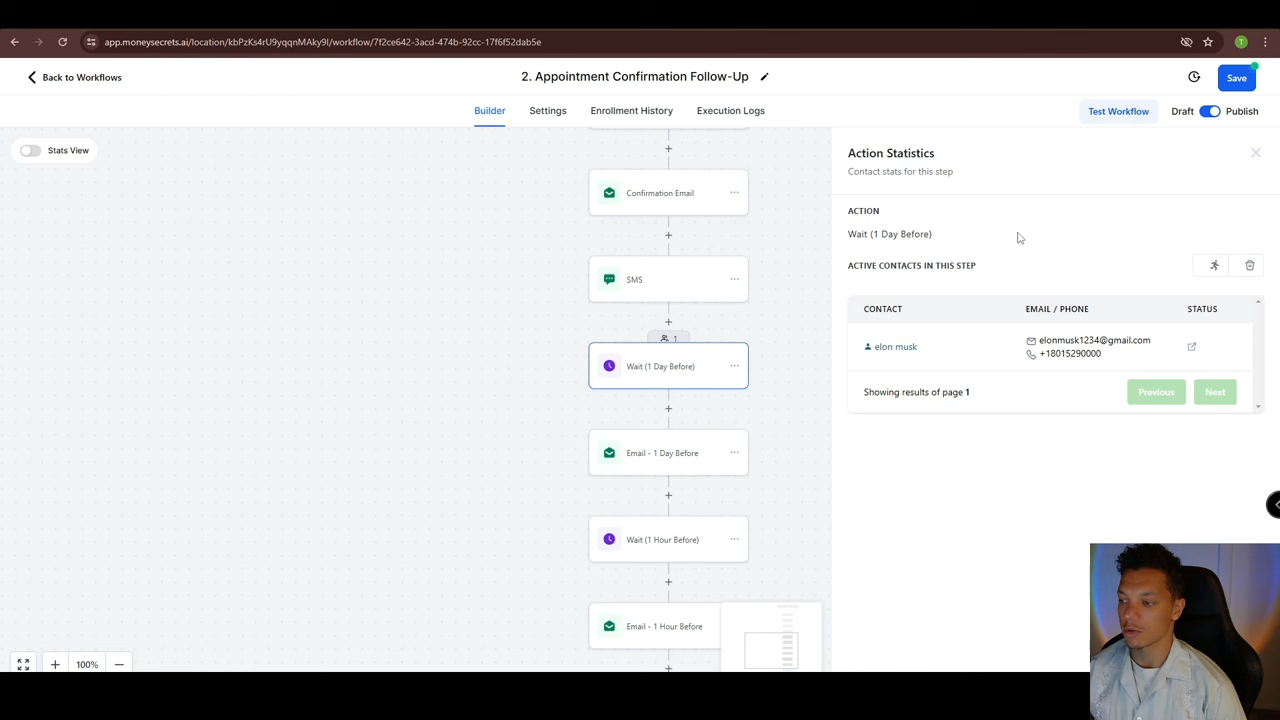 app.moneysecrets.ai/location/kbPzKs4rU9yqqnMAky9I/workflow/7f2ce642-3acd-474b-92cc-17f6f52dab5e
T
Back to Workflows
2. Appointment Confirmation Follow-Up
Save
Builder
Settings
Enrollment History
Execution Logs
Test Workflow
Draft
Publish
Stats View
Confirmation Email
SMS
1
Wait (1 Day Before)
Email - 1 Day Before
Wait (1 Hour Before)
Email - 1 Hour Before
100%
Action Statistics
Contact stats for this step
ACTION
Wait (1 Day Before)
ACTIVE CONTACTS IN THIS STEP
CONTACT
EMAIL / PHONE
STATUS
elon musk
elonmusk1234@gmail.com
+18015290000
Showing results of page 1
Previous
Next